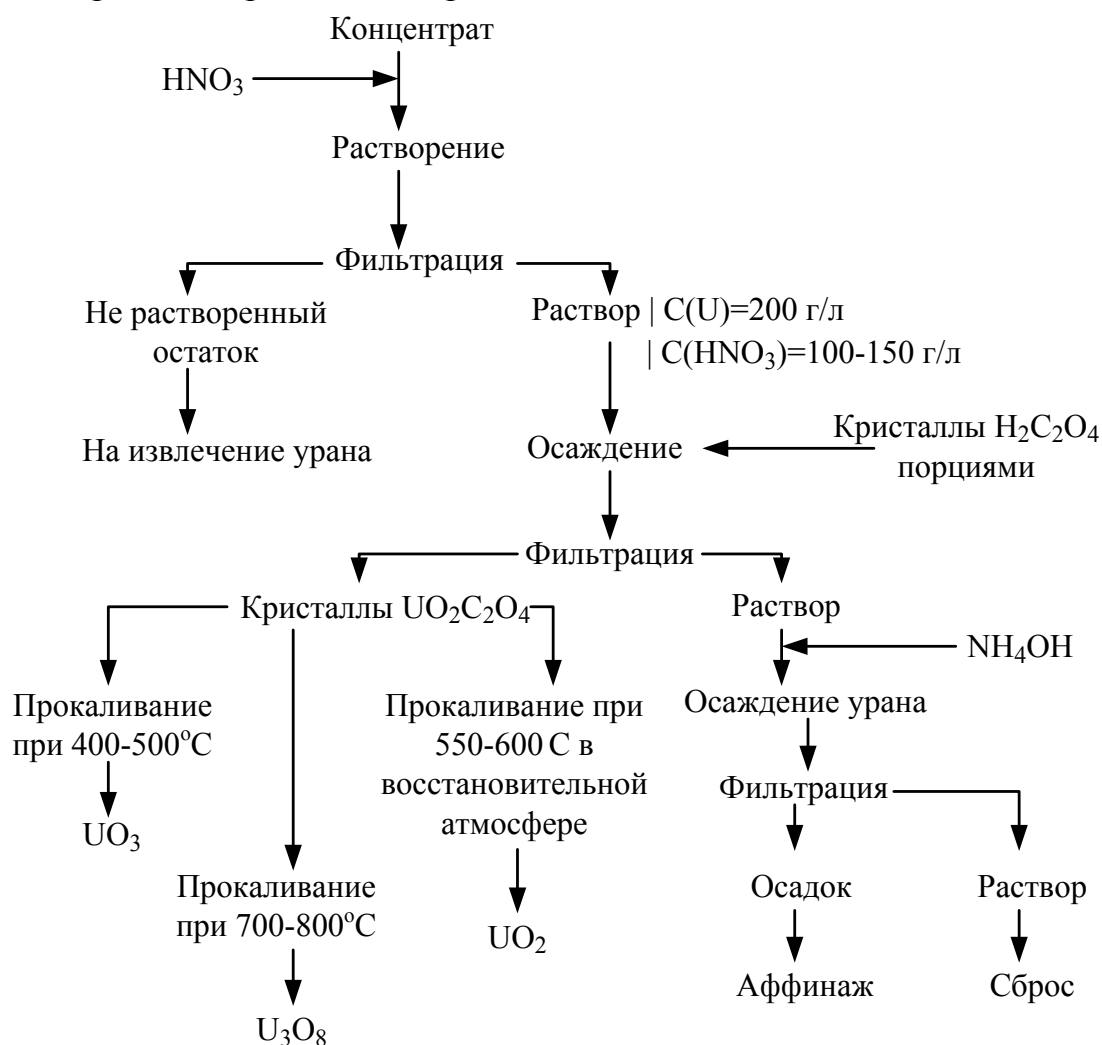 Концентрат
HNO₃
Растворение
Фильтрация
Не растворенный
остаток
Раствор | C(U)=200 г/л
| C(HNO₃)=100-150 г/л
На извлечение урана
Осаждение
Кристаллы H₂C₂O₄
порциями
Фильтрация
Кристаллы UO₂C₂O₄
Раствор
NH₄OH
Прокаливание
при 400-500°C
Прокаливание при
550-600 C в
восстановительной
атмосфере
Осаждение урана
Фильтрация
UO₃
Прокаливание
при 700-800°C
UO₂
Осадок
Раствор
Аффинаж
Сброс
U₃O₈